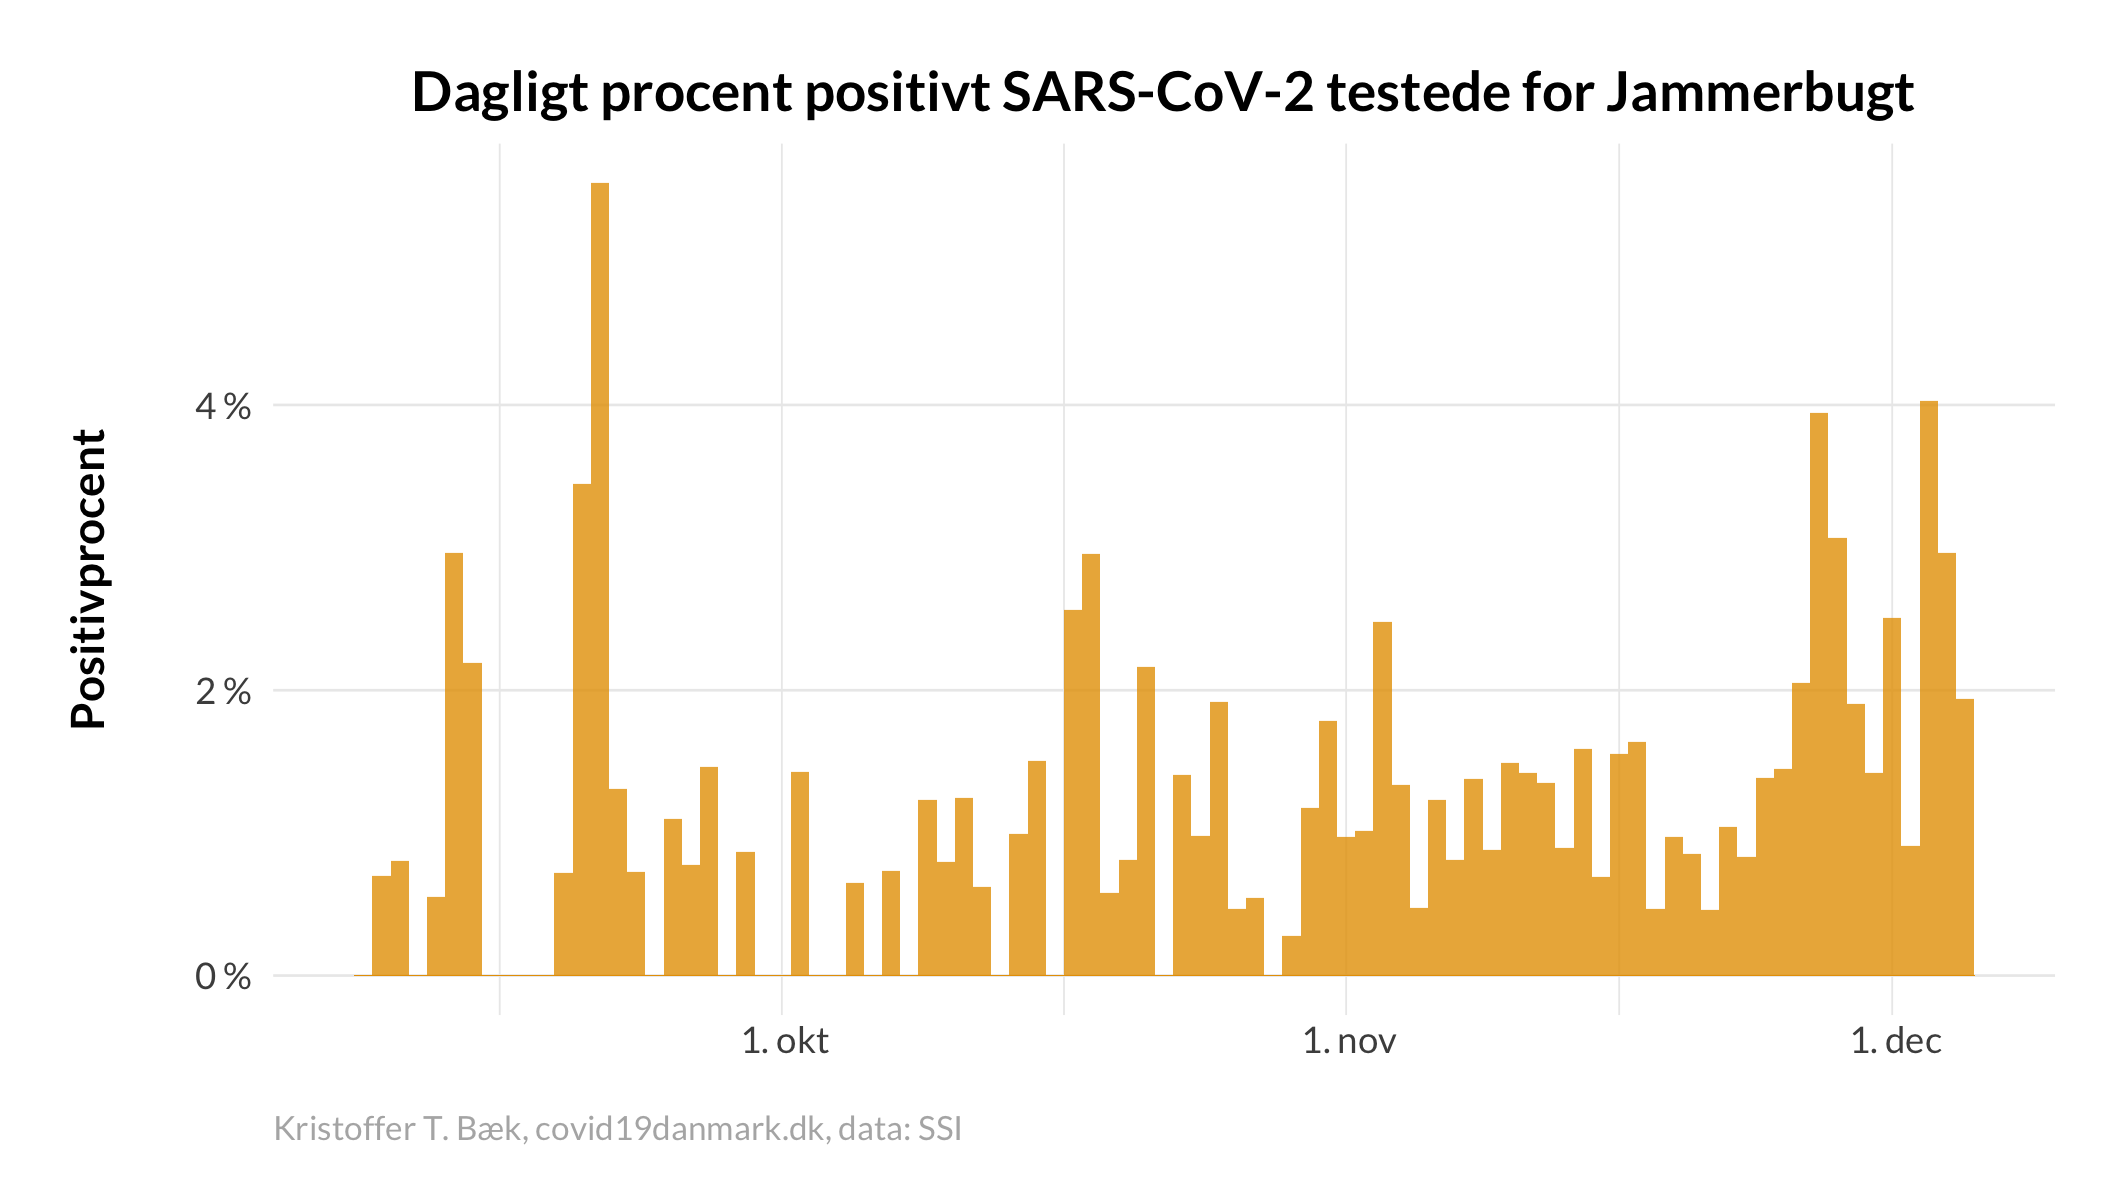 Dagligt procent positivt SARS-CoV-2 testede for Jammerbugt
Positivprocent
4 %
2 %
0 %
1. okt
1. nov
1. dec
Kristoffer T. Bæk, covid19danmark.dk, data: SSI